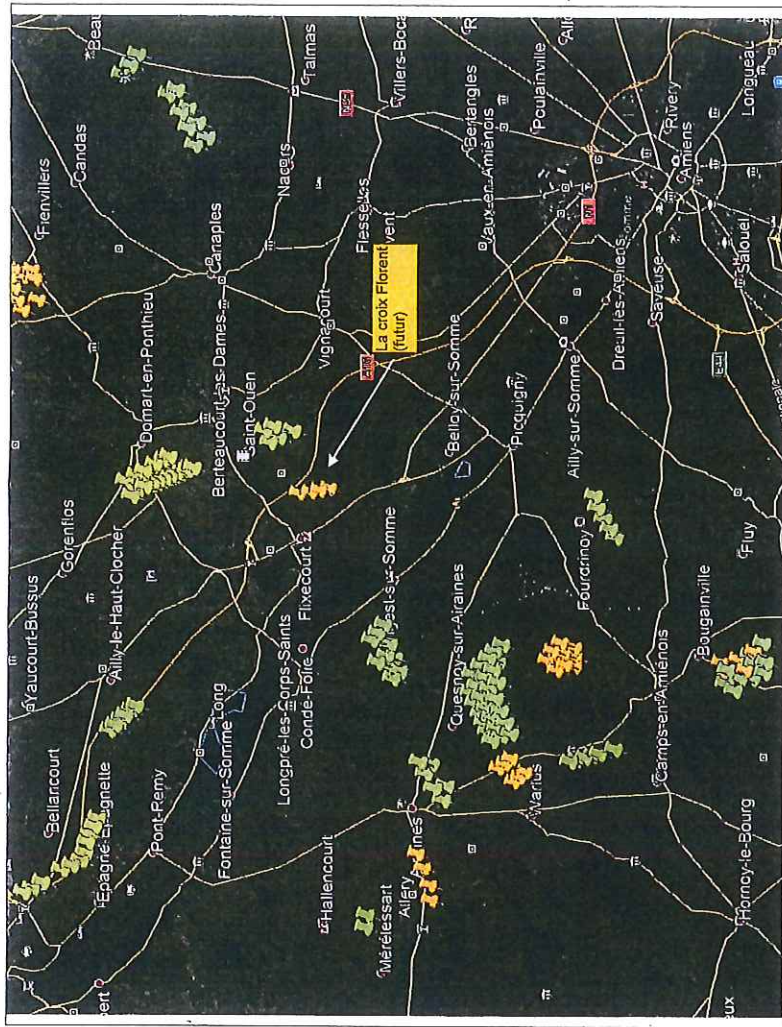 Mérélessart
Hallencourt
Fontaine-sur-Somme
Pont-Remy
Epagne-Epagnette
Bellancourt
Long
Longpré-les-Corps-Saints
Condé-Folie
Yaucourt-Bussus
Ailly-le-Haut-Clocher
Gorenflos
Flixecourt
Domart-en-Ponthieu
Berteaucourt-les-Dames
Saint-Ouen
Canaples
Frenvillers
Candas
Beau
Naours
Talmas
Vignacourt
Flesselles
Villers-Boca
La croix Florent
(futur)
Allery
Quesnoy-sur-Airaines
Belloy-sur-Somme
Picquigny
Vaux-en-Amiénois
Bertangles
Poulainville
Warlus
Fourdrinoy
Ailly-sur-Somme
Dreuil-lès-Amiens
Saveuse
Amiens
Rivery
Longueau
Hornoy-le-Bourg
Camps-en-Amiénois
Bougainville
Fluy
Salouel